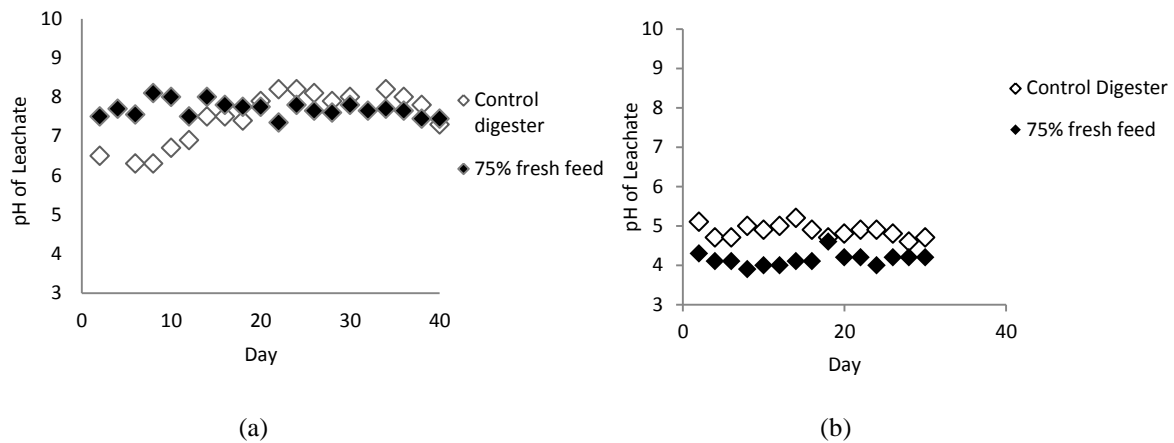 10
9
8
7
6
5
4
3
pH of Leachate
0
10
20
30
40
Day
Control
digester
75% fresh feed
(a)
10
9
8
7
6
5
4
3
pH of Leachate
0
20
40
Day
Control Digester
75% fresh feed
(b)